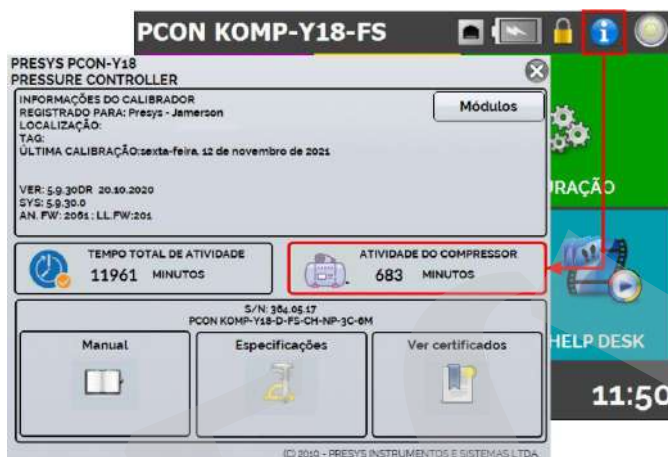 PCON KOMP-Y18-FS
PRESYS PCON-Y18
PRESSURE CONTROLLER
INFORMAÇÕES DO CALIBRADOR
REGISTRADO PARA: Presys - Jamerson
LOCALIZAÇÃO:
TAG:
ÚLTIMA CALIBRAÇÃO:sexta-feira, 12 de novembro de 2021
Módulos
VER: 5.9.30DR 20.10.2020
SYS: 5.9.30.0
AN. FW: 2061 ; LL.FW:201
RAÇÃO
TEMPO TOTAL DE ATIVIDADE
11961 MINUTOS
ATIVIDADE DO COMPRESSOR
683 MINUTOS
S/N: 364.05.17
PCON KOMP-Y18-D-FS-CH-NP-3C-6M
Manual
Especificações
Ver certificados
HELP DESK
11:50
(C) 2019 - PRESYS INSTRUMENTOS E SISTEMAS LTDA